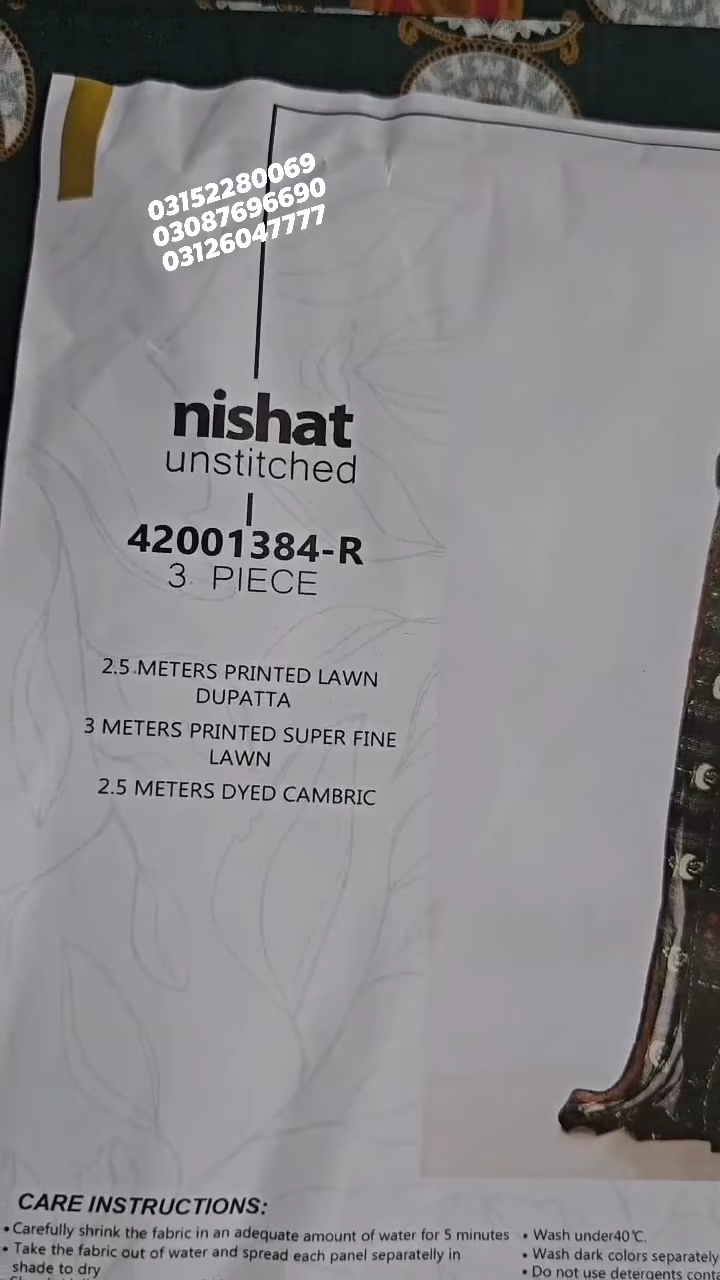 03152280069
03087696690
03126047777
nishat
unstitched
42001384-R
3 PIECE
2.5 METERS PRINTED LAWN
DUPATTA
3 METERS PRINTED SUPER FINE
LAWN
2.5 METERS DYED CAMBRIC
CARE INSTRUCTIONS:
• Carefully shrink the fabric in an adequate amount of water for 5 minutes
• Take the fabric out of water and spread each panel separatelly in
shade to dry
• Wash under40℃.
• Wash dark colors separately
• Do not use detergents